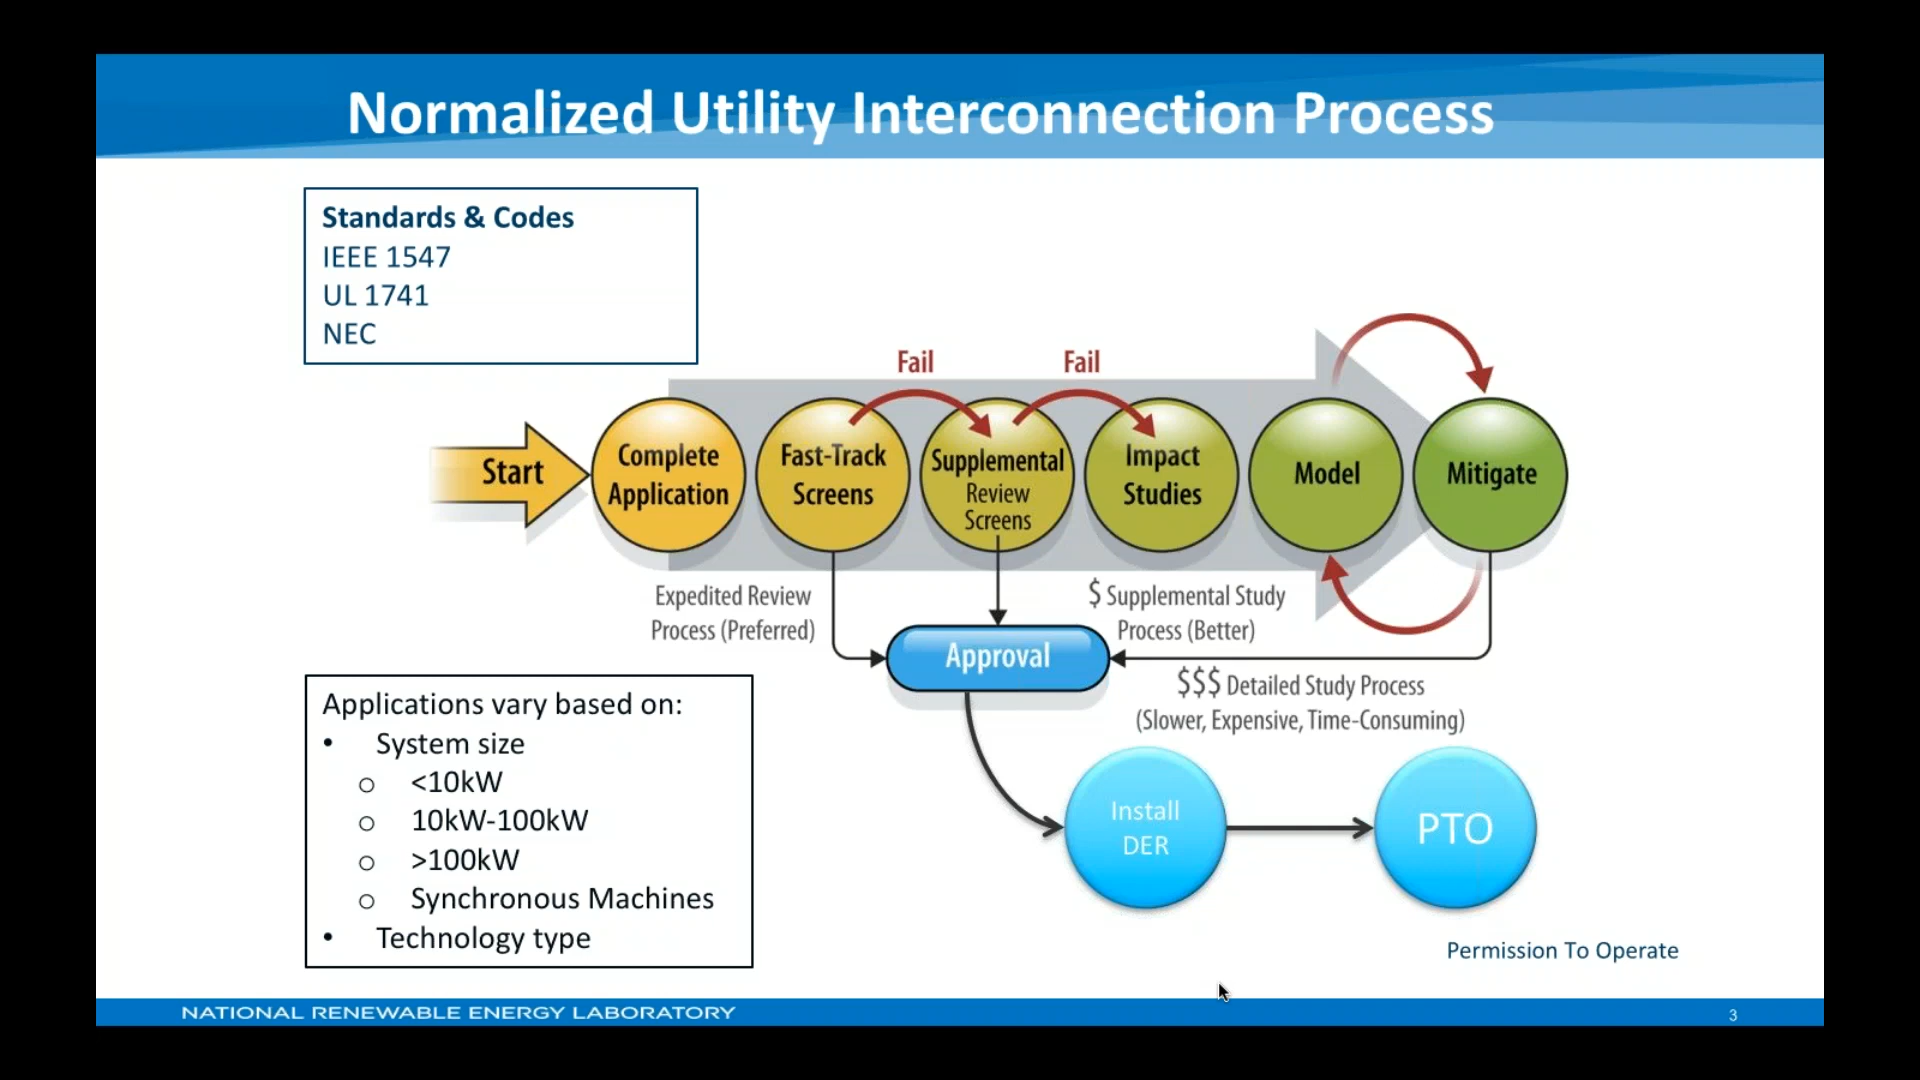 Normalized Utility Interconnection Process
Standards & Codes
IEEE 1547
UL 1741
NEC
Fail
Fail
Start
Complete
Application
Fast-Track
Screens
Supplemental
Review
Screens
Impact
Studies
Model
Mitigate
Expedited Review
Process (Preferred)
$ Supplemental Study
Process (Better)
Approval
$$$ Detailed Study Process
(Slower, Expensive, Time-Consuming)
Applications vary based on:
• System size
o <10kW
o 10kW-100kW
o >100kW
o Synchronous Machines
• Technology type
Install
DER
PTO
Permission To Operate
NATIONAL RENEWABLE ENERGY LABORATORY
3